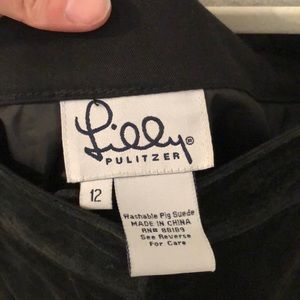 Lilly®
PULITZER
12
Washable Pig Suede
MADE IN CHINA
RN# 88189
See Reverse
For Care